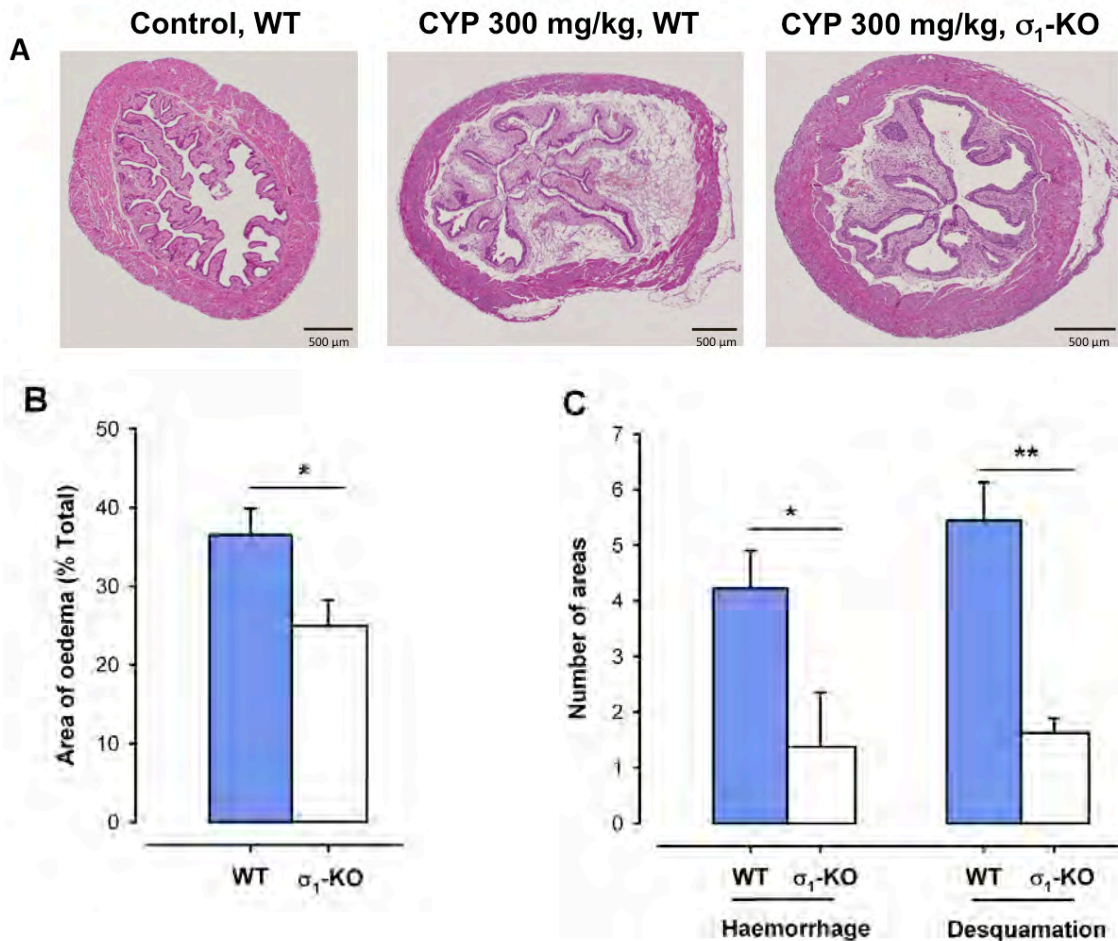 Control, WT
CYP 300 mg/kg, WT
CYP 300 mg/kg, σ₁-KO
A
500 µm
500 µm
500 µm
B
Area of oedema (% Total)
50
40
30
20
10
0
*
WT
σ₁-KO
C
Number of areas
7
6
5
4
3
2
1
0
*
**
WT
σ₁-KO
WT
σ₁-KO
Haemorrhage
Desquamation